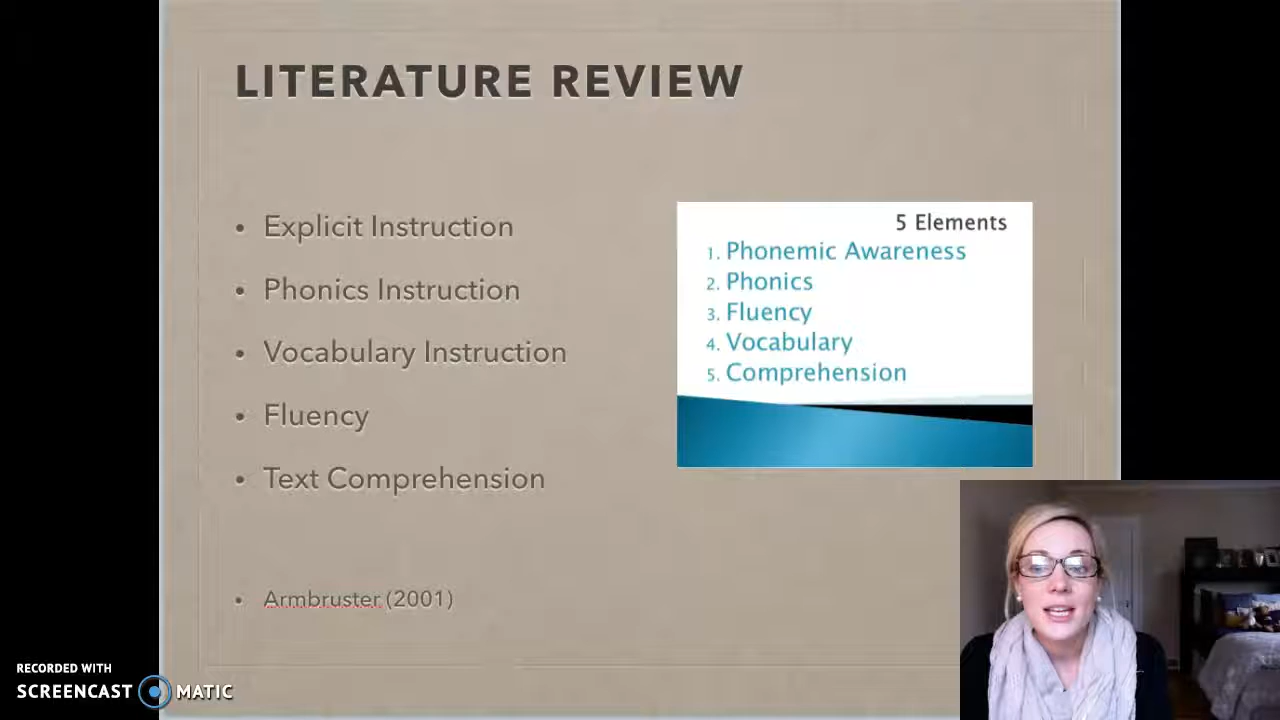 LITERATURE REVIEW
• Explicit Instruction
• Phonics Instruction
• Vocabulary Instruction
• Fluency
• Text Comprehension
• Armbruster (2001)
5 Elements
1. Phonemic Awareness
2. Phonics
3. Fluency
4. Vocabulary
5. Comprehension
RECORDED WITH
SCREENCAST MATIC